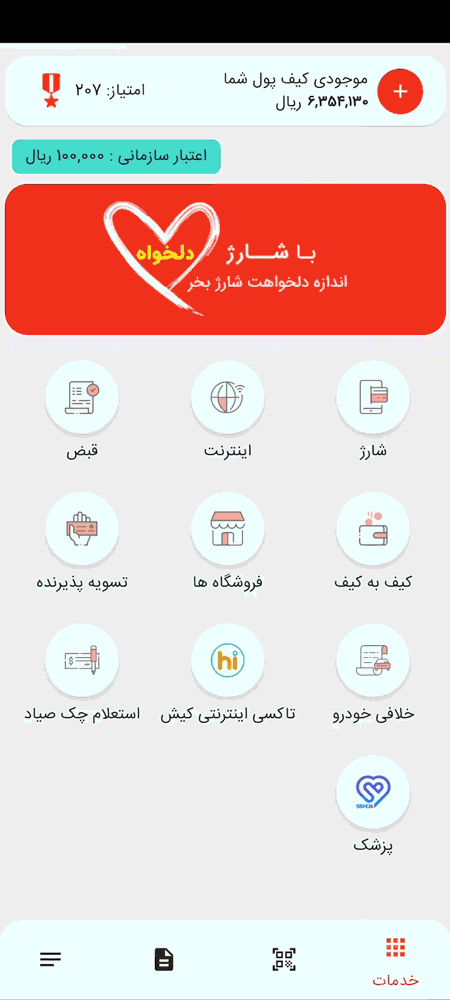 موجودی کیف پول شما
۶,۳۵۴,۱۳۰ ریال
امتیاز: ۲۰۷
اعتبار سازمانی : ۱۰۰,۰۰۰ ریال
با شــارژ دلخواه
اندازه دلخواهت شارژ بخر
شارژ
اینترنت
قبض
کیف به کیف
فروشگاه ها
تسویه پذیرنده
hi
خلافی خودرو
تاکسی اینترنتی کیش
استعلام چک صیاد
پزشک
خدمات